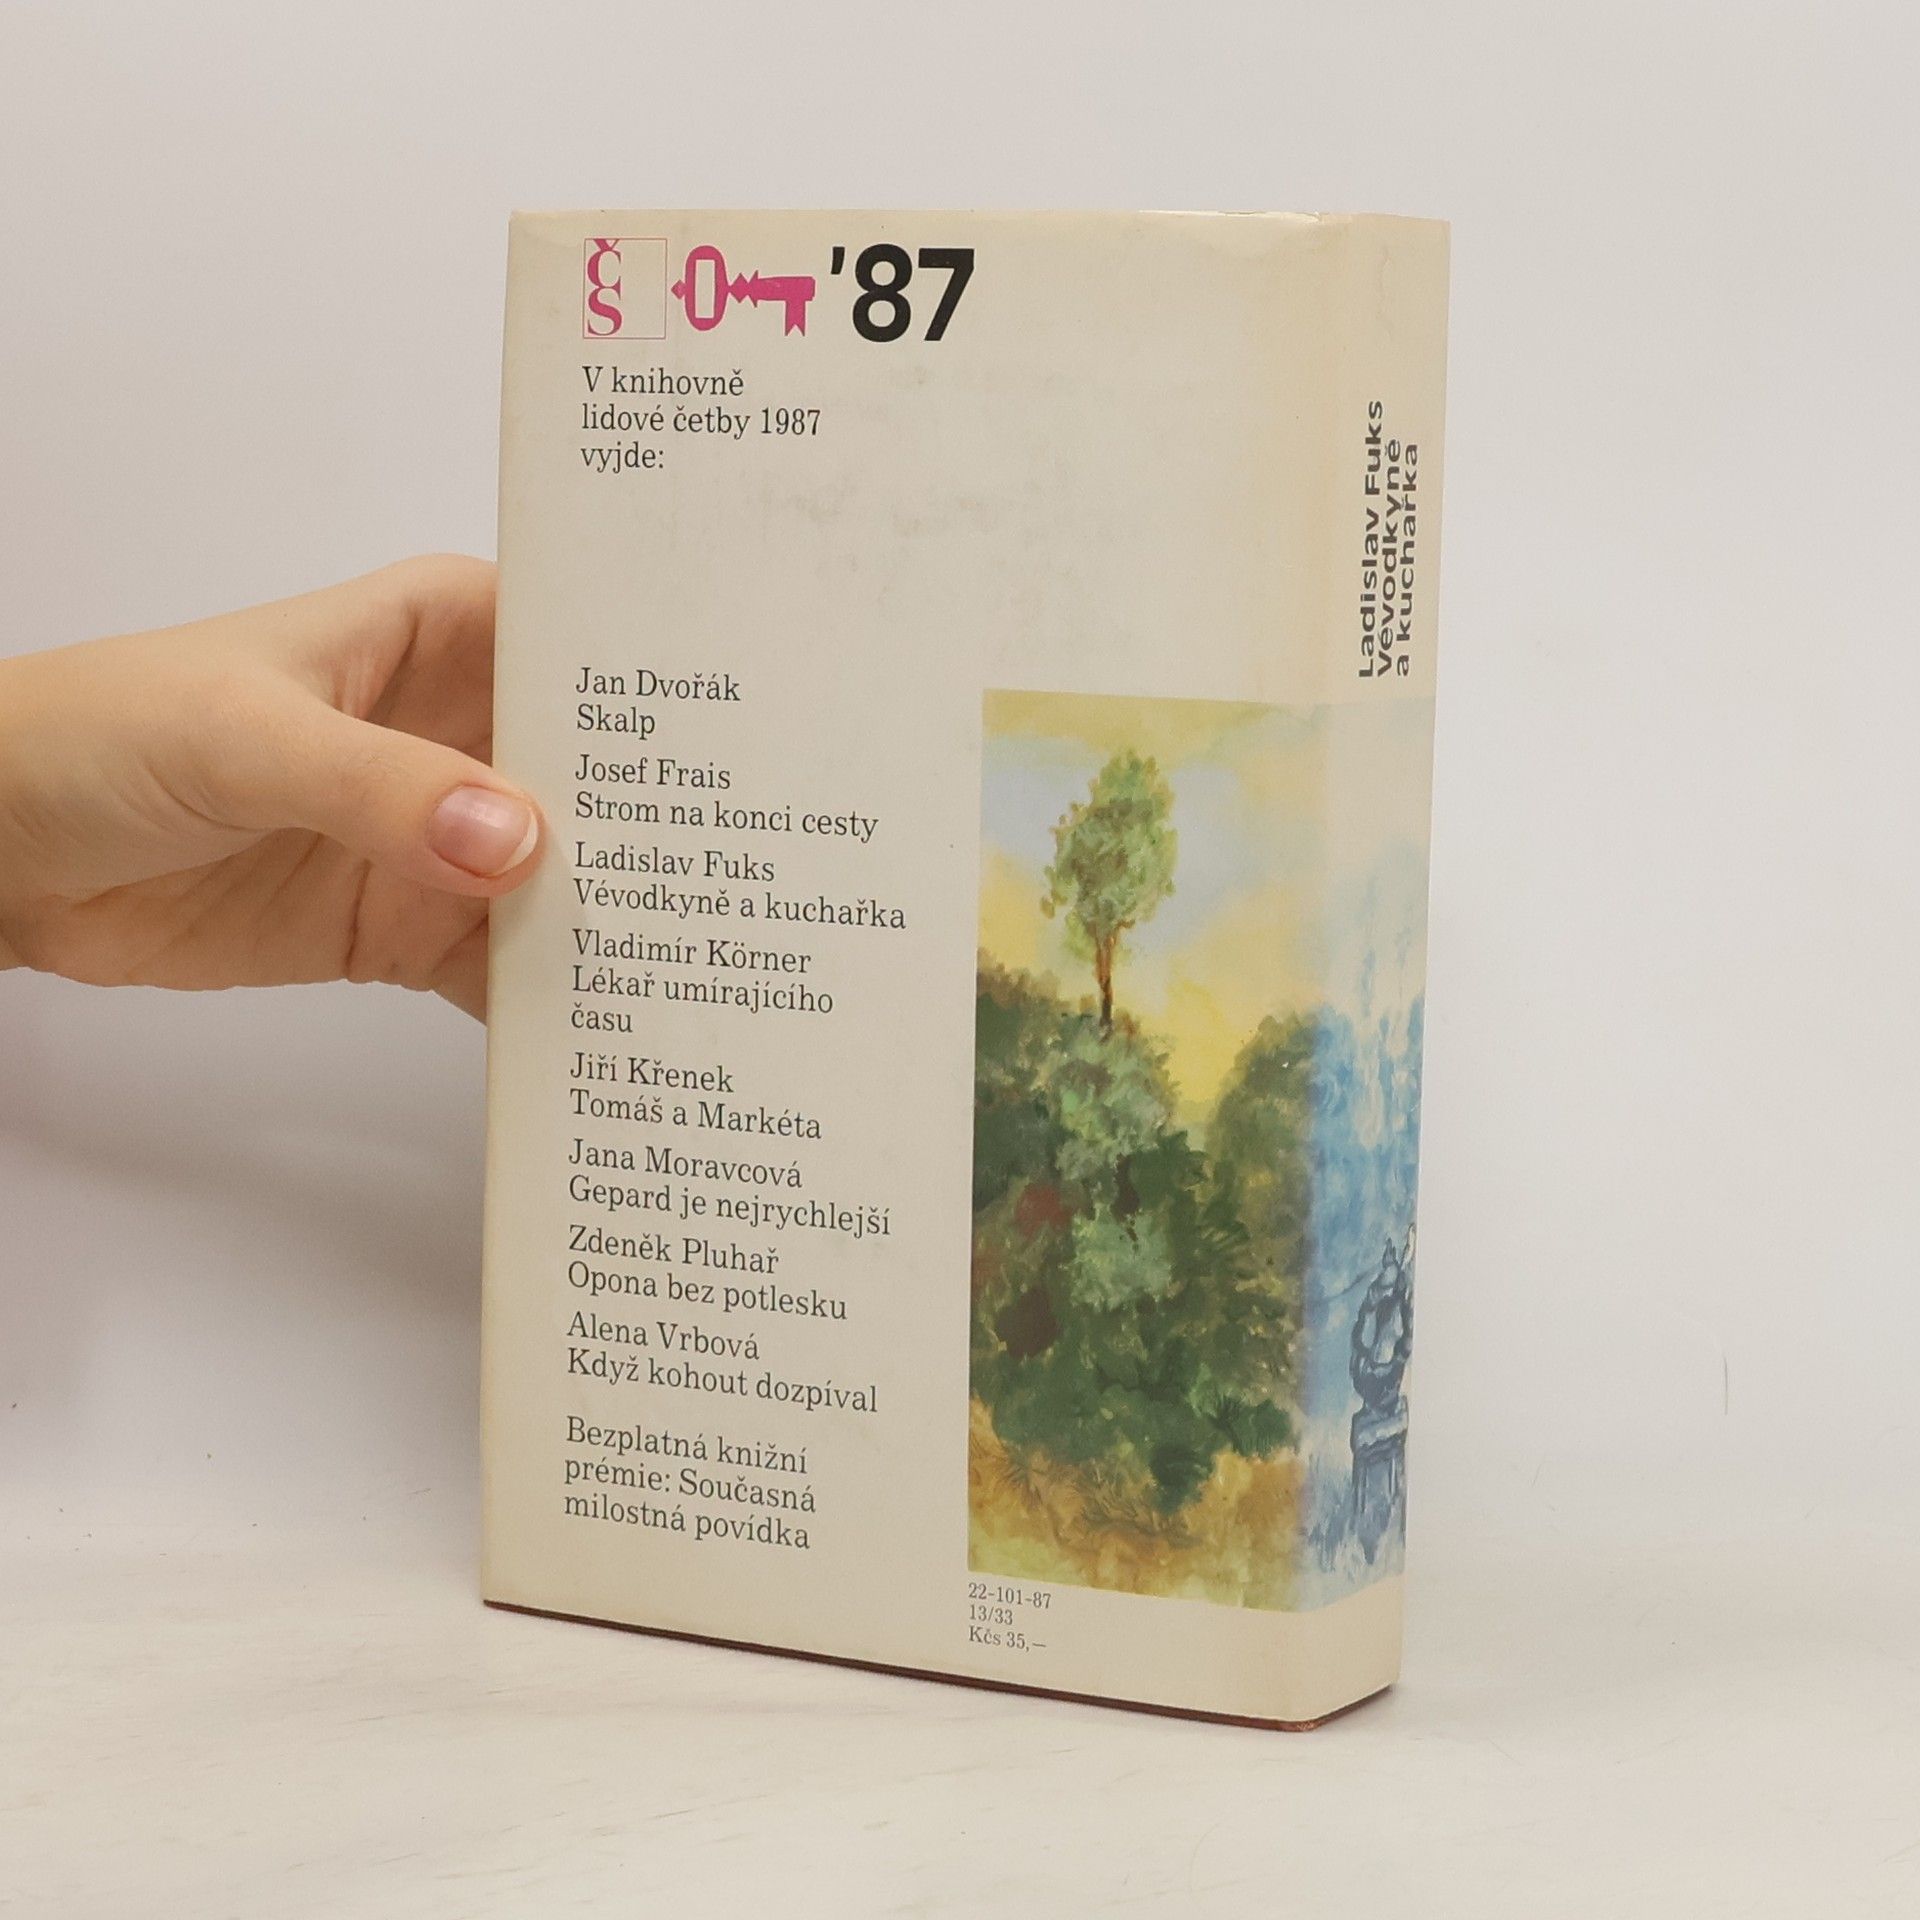 Č
S
'87
V knihovně
lidové četby 1987
vyjde:
Jan Dvořák
Skalp
Josef Frais
Strom na konci cesty
Ladislav Fuks
Vévodkyně a kuchařka
Vladimír Körner
Lékař umírajícího
času
Jiří Křenek
Tomáš a Markéta
Jana Moravcová
Gepard je nejrychlejší
Zdeněk Pluhař
Opona bez potlesku
Alena Vrbová
Když kohout dozpíval
Bezplatná knižní
prémie: Současná
milostná povídka
22-101-87
13/33
Kčs 35,—
Ladislav Fuks
Vévodkyně
a kuchařka